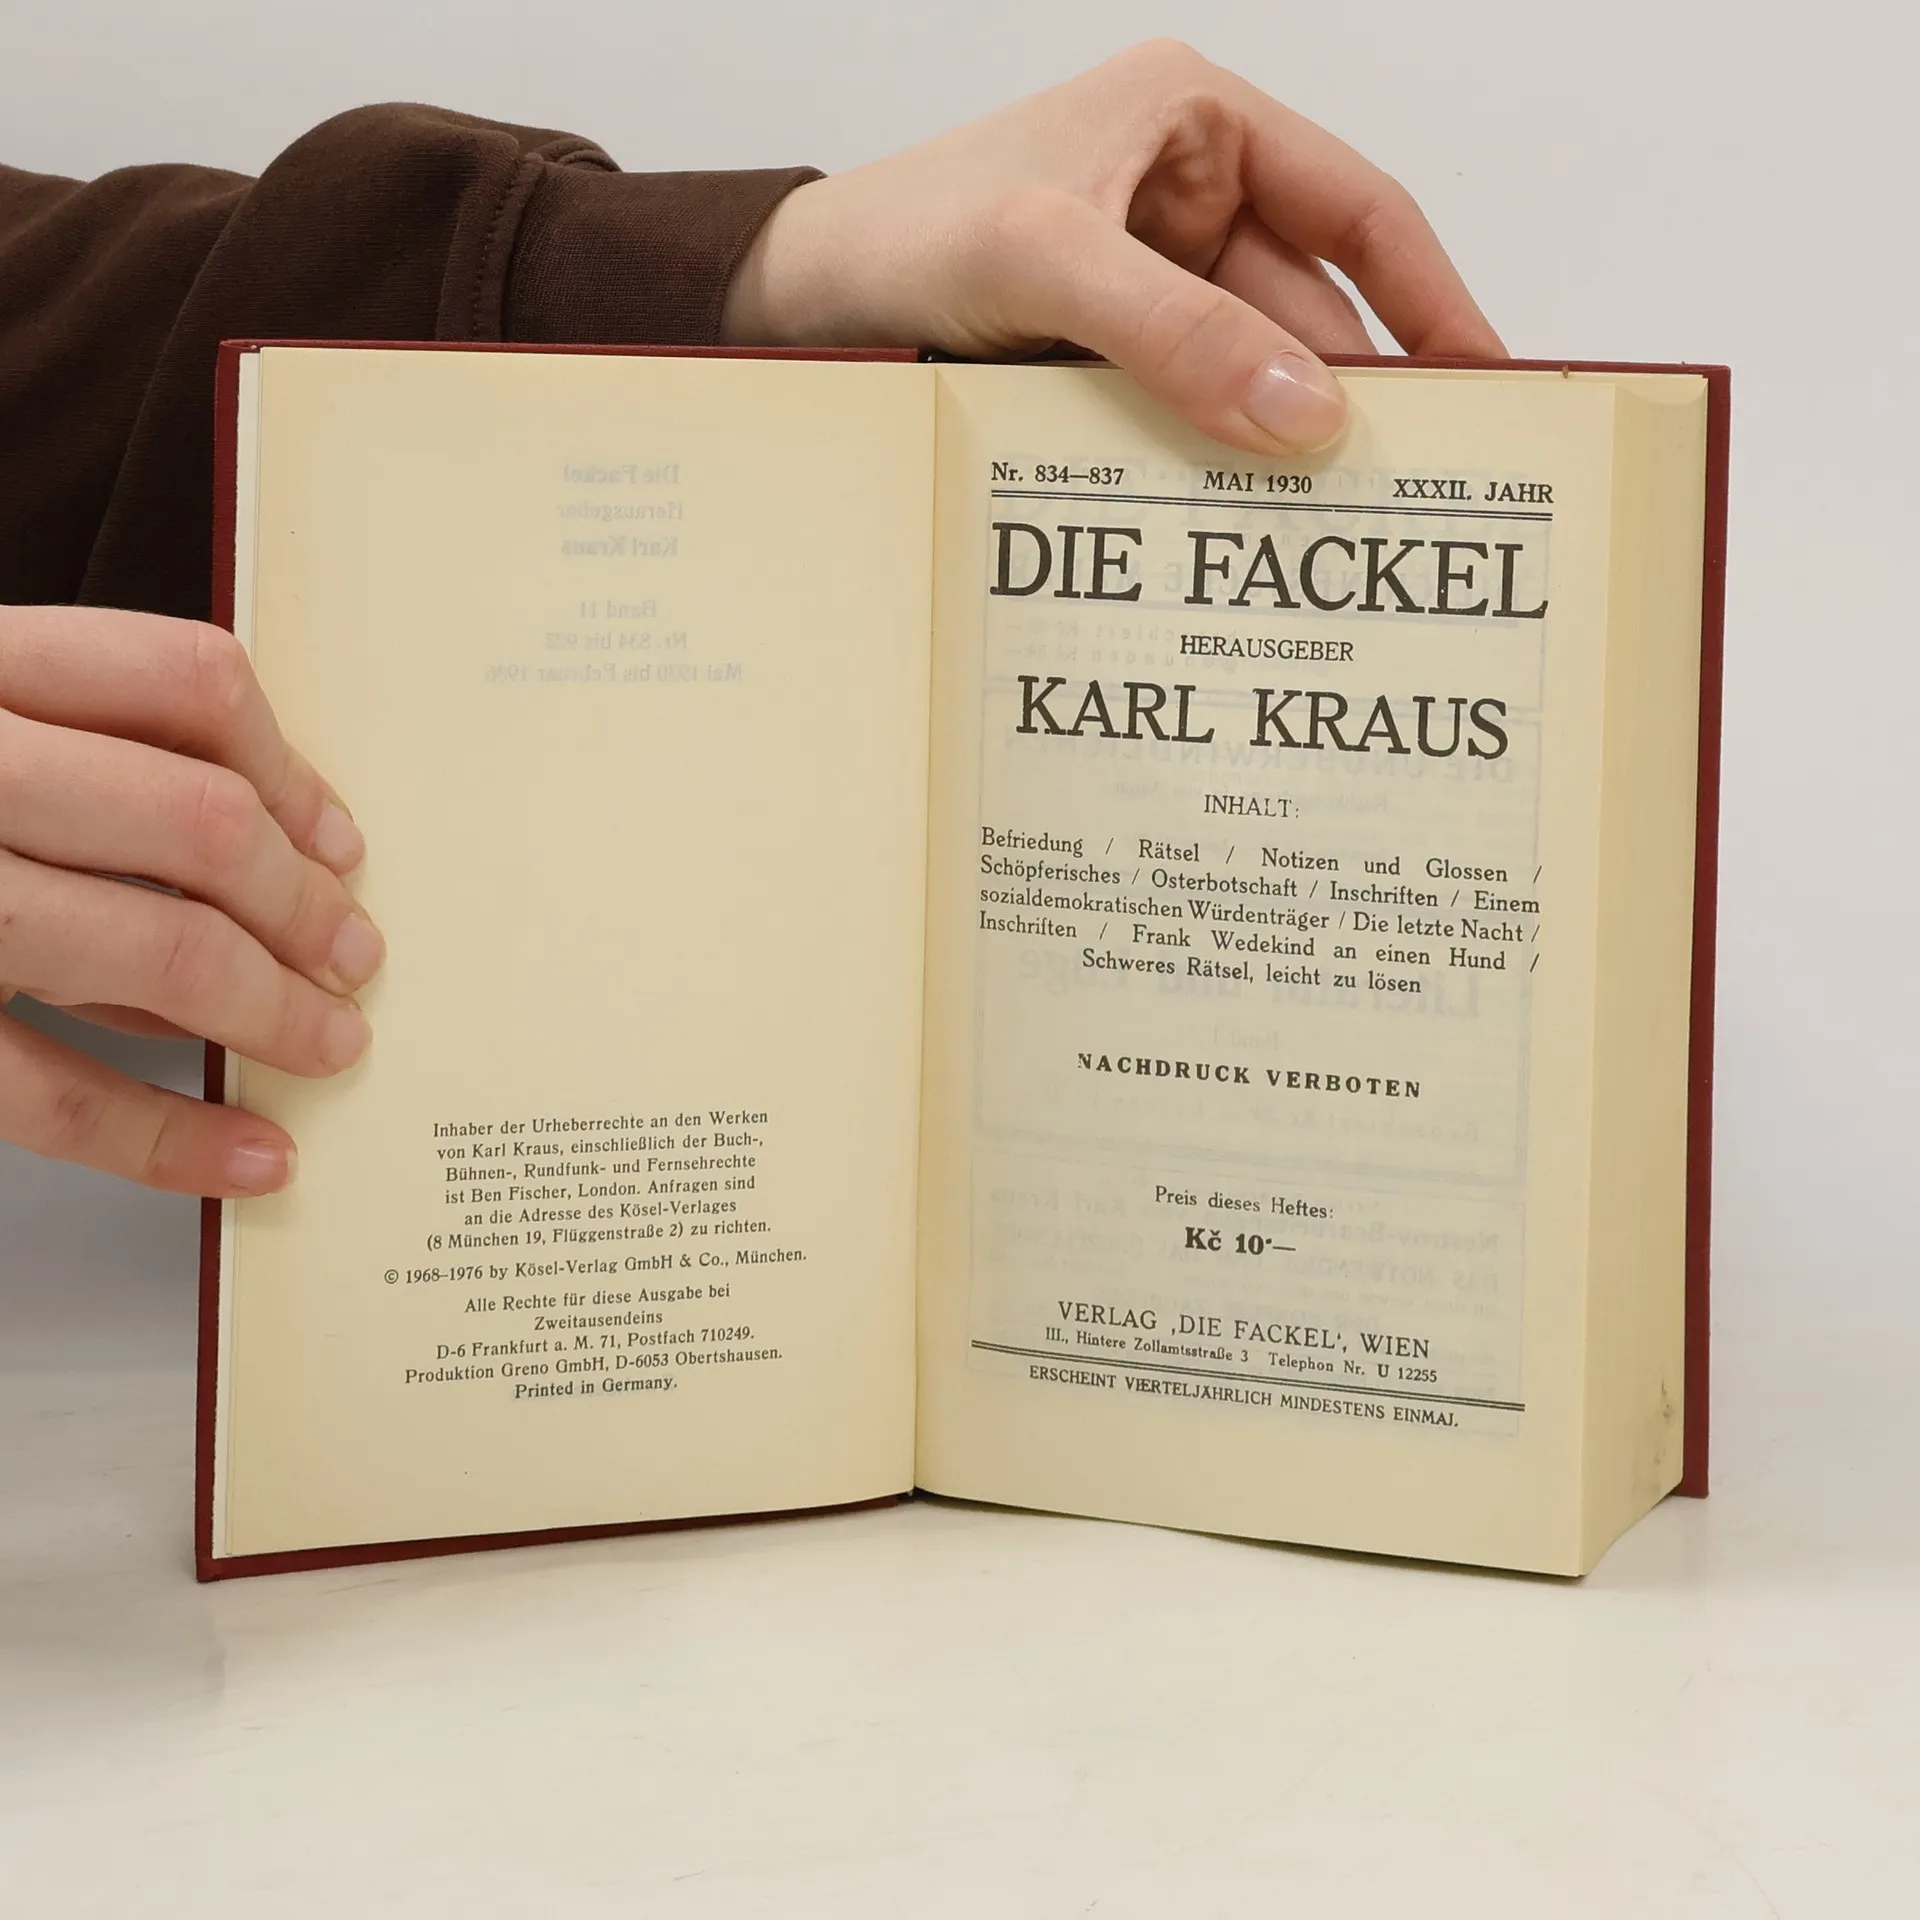 Inhaber der Urheberrechte an den Werken
von Karl Kraus, einschließlich der Buch-,
Bühnen-, Rundfunk- und Fernsehrechte
ist Ben Fischer, London. Anfragen sind
an die Adresse des Kösel-Verlages
(8 München 19, Flüggenstraße 2) zu richten.
© 1968–1976 by Kösel-Verlag GmbH & Co., München.
Alle Rechte für diese Ausgabe bei
Zweitausendeins
D-6 Frankfurt a. M. 71, Postfach 710249.
Produktion Greno GmbH, D-6053 Obertshausen.
Printed in Germany.
Nr. 834—837 MAI 1930 XXXII. JAHR
DIE FACKEL
HERAUSGEBER
KARL KRAUS
INHALT:
Befriedung / Rätsel / Notizen und Glossen /
Schöpferisches / Osterbotschaft / Inschriften / Einem
sozialdemokratischen Würdenträger / Die letzte Nacht /
Inschriften / Frank Wedekind an einen Hund /
Schweres Rätsel, leicht zu lösen
NACHDRUCK VERBOTEN
Preis dieses Heftes:
Kč 10·—
VERLAG ‚DIE FACKEL‘, WIEN
III., Hintere Zollamtsstraße 3 Telephon Nr. U 12255
ERSCHEINT VIERTELJÄHRLICH MINDESTENS EINMAL.